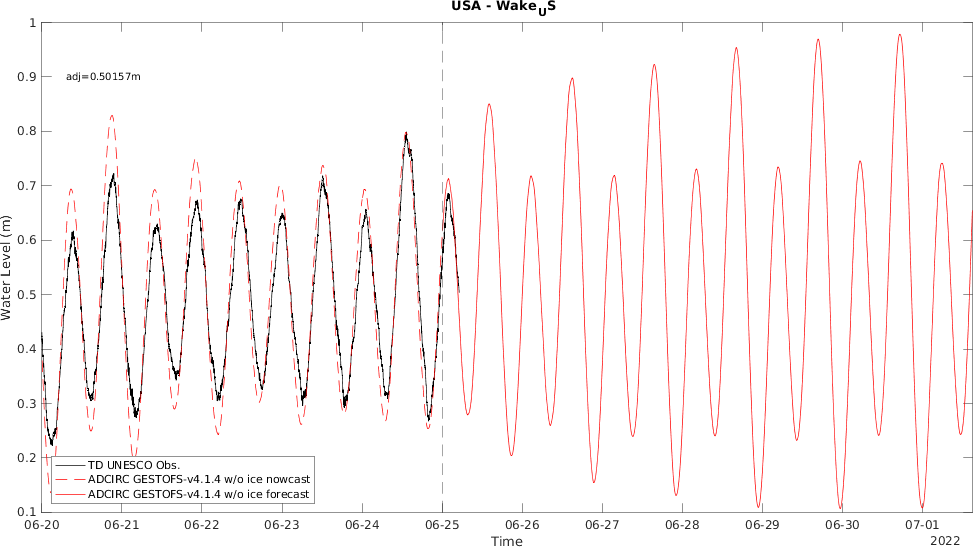 USA - Wake_US
adj=0.50157m
Water Level (m)
1
0.9
0.8
0.7
0.6
0.5
0.4
0.3
0.2
0.1
TD UNESCO Obs.
ADCIRC GESTOFS-v4.1.4 w/o ice nowcast
ADCIRC GESTOFS-v4.1.4 w/o ice forecast
06-20 06-21 06-22 06-23 06-24 06-25 06-26 06-27 06-28 06-29 06-30 07-01
Time
2022